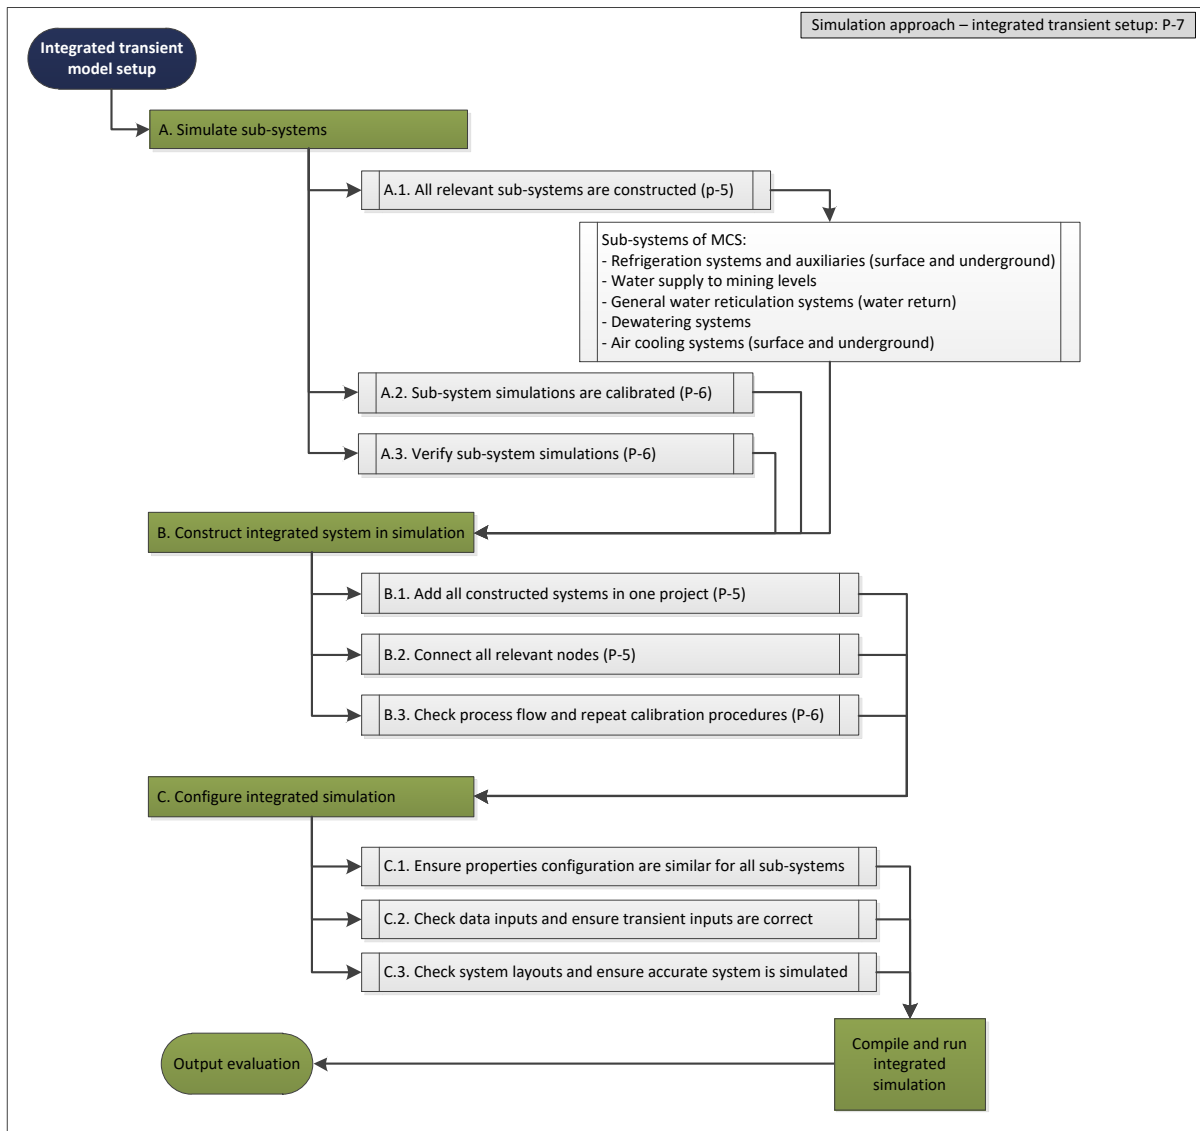 Simulation approach – integrated transient setup: P-7
Integrated transient
model setup
A. Simulate sub-systems
A.1. All relevant sub-systems are constructed (p-5)
Sub-systems of MCS:
- Refrigeration systems and auxiliaries (surface and underground)
- Water supply to mining levels
- General water reticulation systems (water return)
- Dewatering systems
- Air cooling systems (surface and underground)
A.2. Sub-system simulations are calibrated (P-6)
A.3. Verify sub-system simulations (P-6)
B. Construct integrated system in simulation
B.1. Add all constructed systems in one project (P-5)
B.2. Connect all relevant nodes (P-5)
B.3. Check process flow and repeat calibration procedures (P-6)
C. Configure integrated simulation
C.1. Ensure properties configuration are similar for all sub-systems
C.2. Check data inputs and ensure transient inputs are correct
C.3. Check system layouts and ensure accurate system is simulated
Compile and run
integrated
simulation
Output evaluation